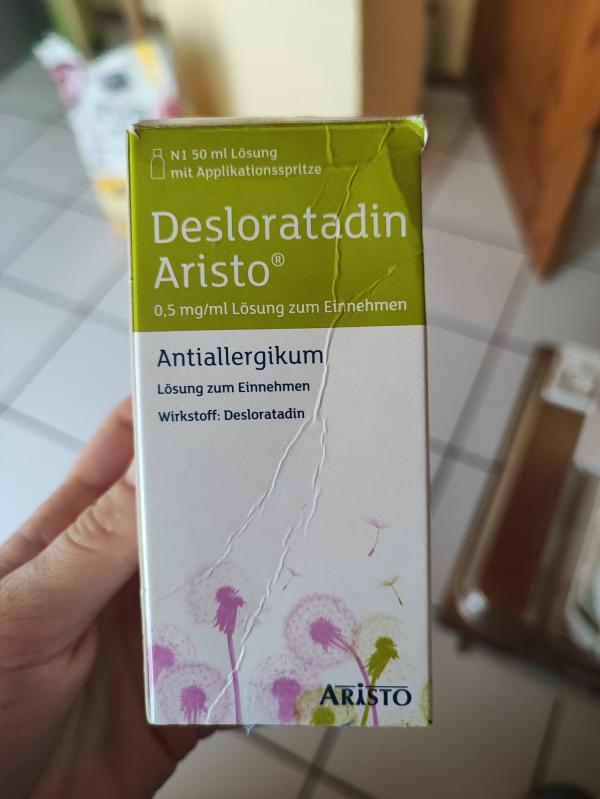 N1 50 ml Lösung
mit Applikationsspritze
Desloratadin
Aristo®
0,5 mg/ml Lösung zum Einnehmen
Antiallergikum
Lösung zum Einnehmen
Wirkstoff: Desloratadin
ARISTO